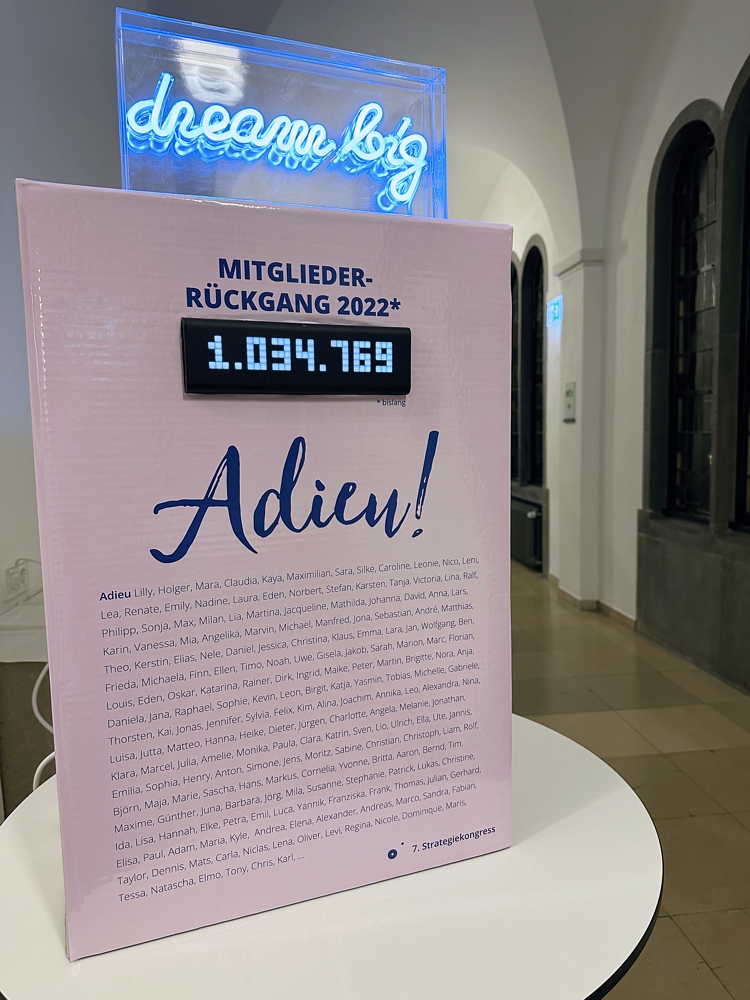 dream big
MITGLIEDER-
RÜCKGANG 2022*
1.034.769
* bislang
Adieu!
Adieu Lilly, Holger, Mara, Claudia, Kaya, Maximilian, Sara, Silke, Caroline, Leonie, Nico, Leni,
Lea, Renate, Emily, Nadine, Laura, Eden, Norbert, Stefan, Karsten, Tanja, Victoria, Lina, Ralf,
Philipp, Sonja, Max, Milan, Lia, Martina, Jacqueline, Mathilda, Johanna, David, Anna, Lars,
Karin, Vanessa, Mia, Angelika, Marvin, Michael, Manfred, Jona, Sebastian, André, Matthias,
Theo, Kerstin, Elias, Nele, Daniel, Jessica, Christina, Klaus, Emma, Lara, Jan, Wolfgang, Ben,
Frieda, Michaela, Finn, Ellen, Timo, Noah, Uwe, Gisela, Jakob, Sarah, Marion, Marc, Florian,
Louis, Eden, Oskar, Katarina, Rainer, Dirk, Ingrid, Maike, Peter, Martin, Brigitte, Nora, Anja,
Daniela, Jana, Raphael, Sophie, Kevin, Leon, Birgit, Katja, Yasmin, Tobias, Michelle, Gabriele,
Thorsten, Kai, Jonas, Jennifer, Sylvia, Felix, Kim, Alina, Joachim, Annika, Leo, Alexandra, Nina,
Luisa, Jutta, Matteo, Hanna, Heike, Dieter, Jürgen, Charlotte, Angela, Melanie, Jonathan,
Klara, Marcel, Julia, Amelie, Monika, Paula, Clara, Katrin, Sven, Lio, Ulrich, Ella, Ute, Jannis,
Emilia, Sophia, Henry, Anton, Simone, Jens, Moritz, Sabine, Christian, Christoph, Liam, Rolf,
Björn, Maja, Marie, Sascha, Hans, Markus, Cornelia, Yvonne, Britta, Aaron, Bernd, Tim,
Maxime, Günther, Juna, Barbara, Jörg, Mila, Susanne, Stephanie, Patrick, Lukas, Christine,
Ida, Lisa, Hannah, Elke, Petra, Emil, Luca, Yannik, Franziska, Frank, Thomas, Julian, Gerhard,
Elisa, Paul, Adam, Maria, Kyle, Andrea, Elena, Alexander, Andreas, Marco, Sandra, Fabian,
Taylor, Dennis, Mats, Carla, Niclas, Lena, Oliver, Levi, Regina, Nicole, Dominique, Maris,
Tessa, Natascha, Elmo, Tony, Chris, Karl, ...
7. Strategiekongress